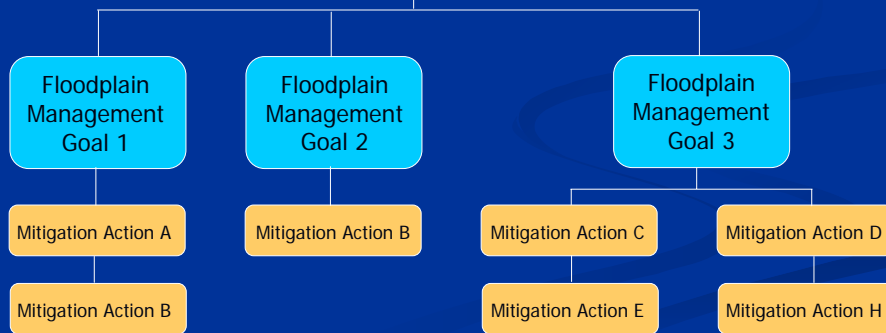 Floodplain
Management
Goal 1
Floodplain
Management
Goal 2
Floodplain
Management
Goal 3
Mitigation Action A
Mitigation Action B
Mitigation Action C
Mitigation Action D
Mitigation Action B
Mitigation Action E
Mitigation Action H